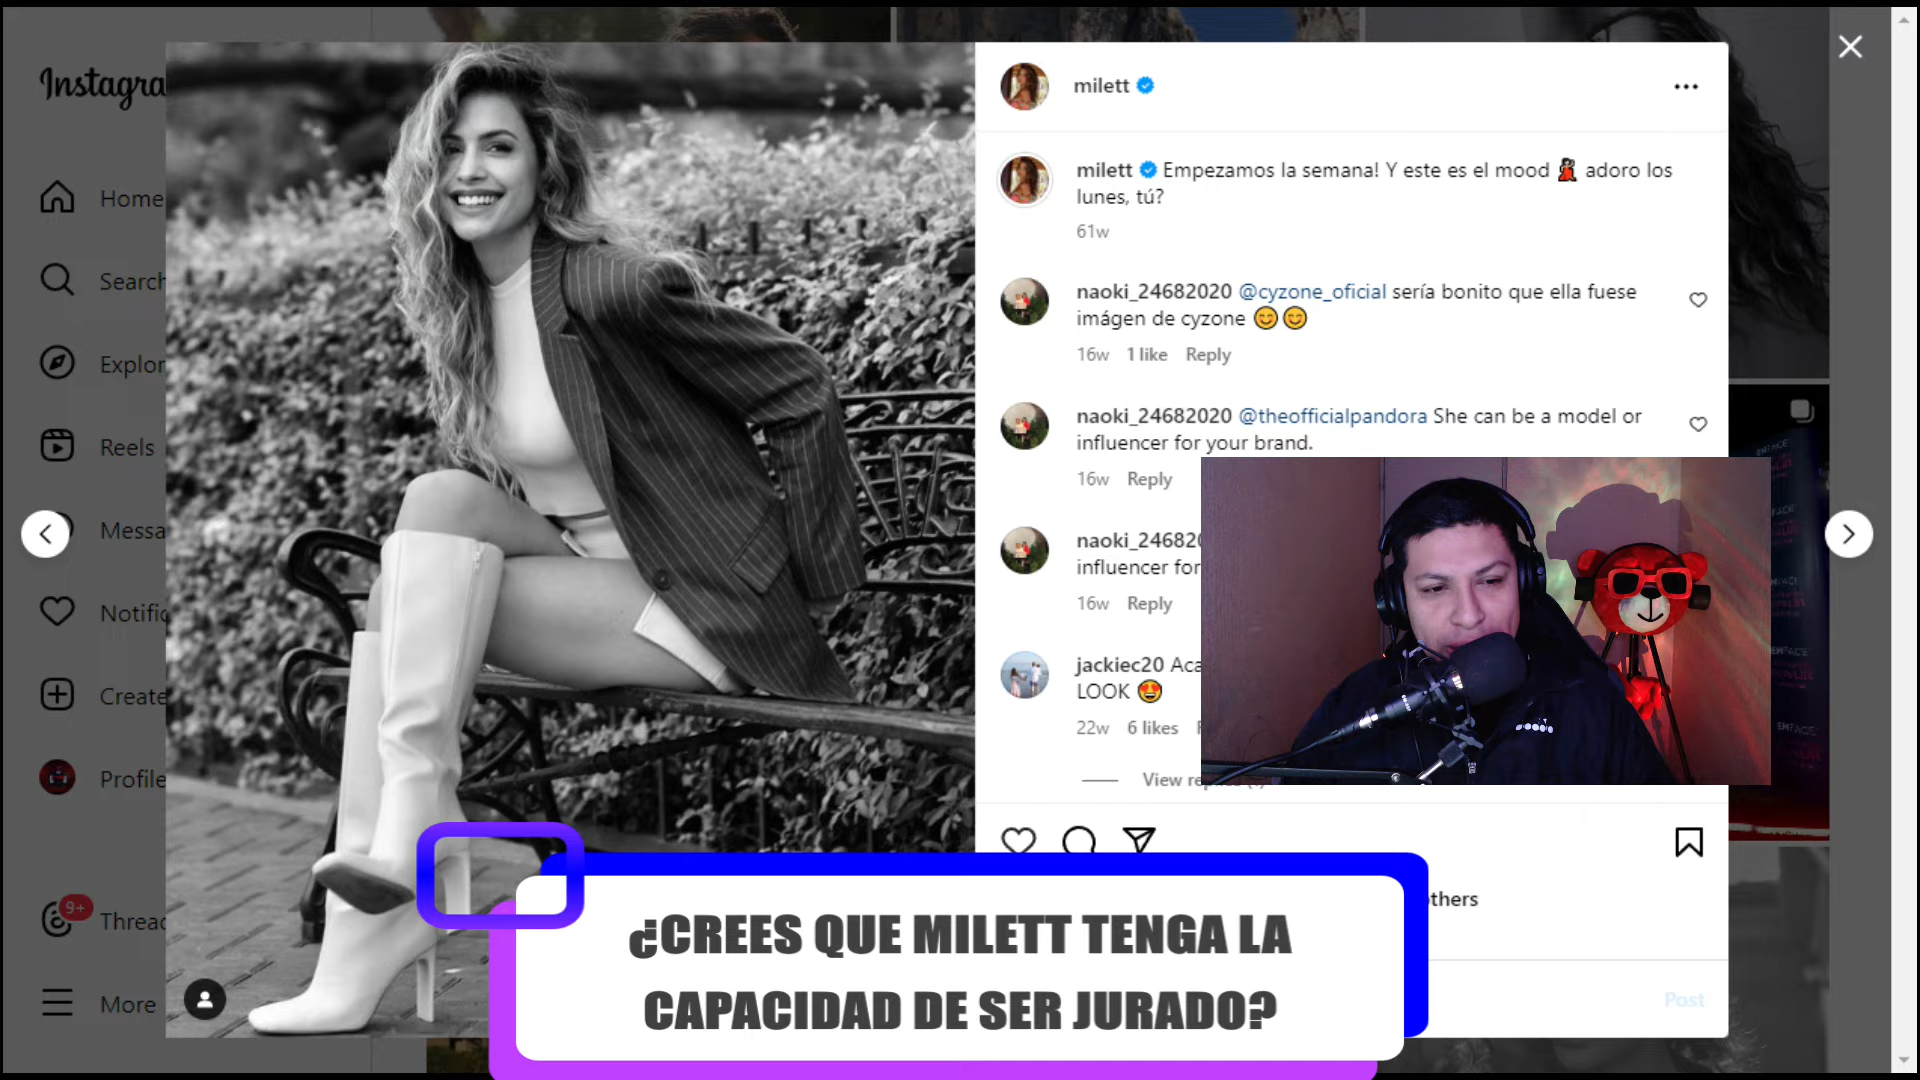 Instagra
Home
Search
Explor
Reels
Messa
Notific
Create
Profile
9+
Threac
More
milett
milett Empezamos la semana! Y este es el mood 💃 adoro los
lunes, tú?
61w
naoki_24682020 @cyzone_oficial sería bonito que ella fuese
imágen de cyzone 😊😊
16w 1 like Reply
naoki_24682020 @theofficialpandora She can be a model or
influencer for your brand.
16w Reply
naoki_24682
influencer for
16w Reply
jackiec20 Aca
LOOK 😍
22w 6 likes
View re
others
Post
diadora
¿CREES QUE MILETT TENGA LA
CAPACIDAD DE SER JURADO?